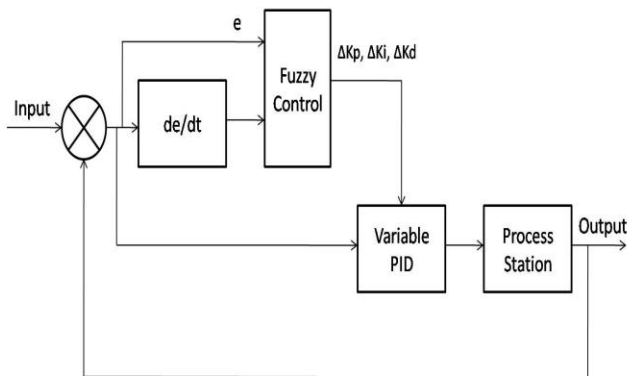 e
ΔKp, ΔKi, ΔKd
Fuzzy
Control
Input
de/dt
Variable
PID
Process
Station
Output